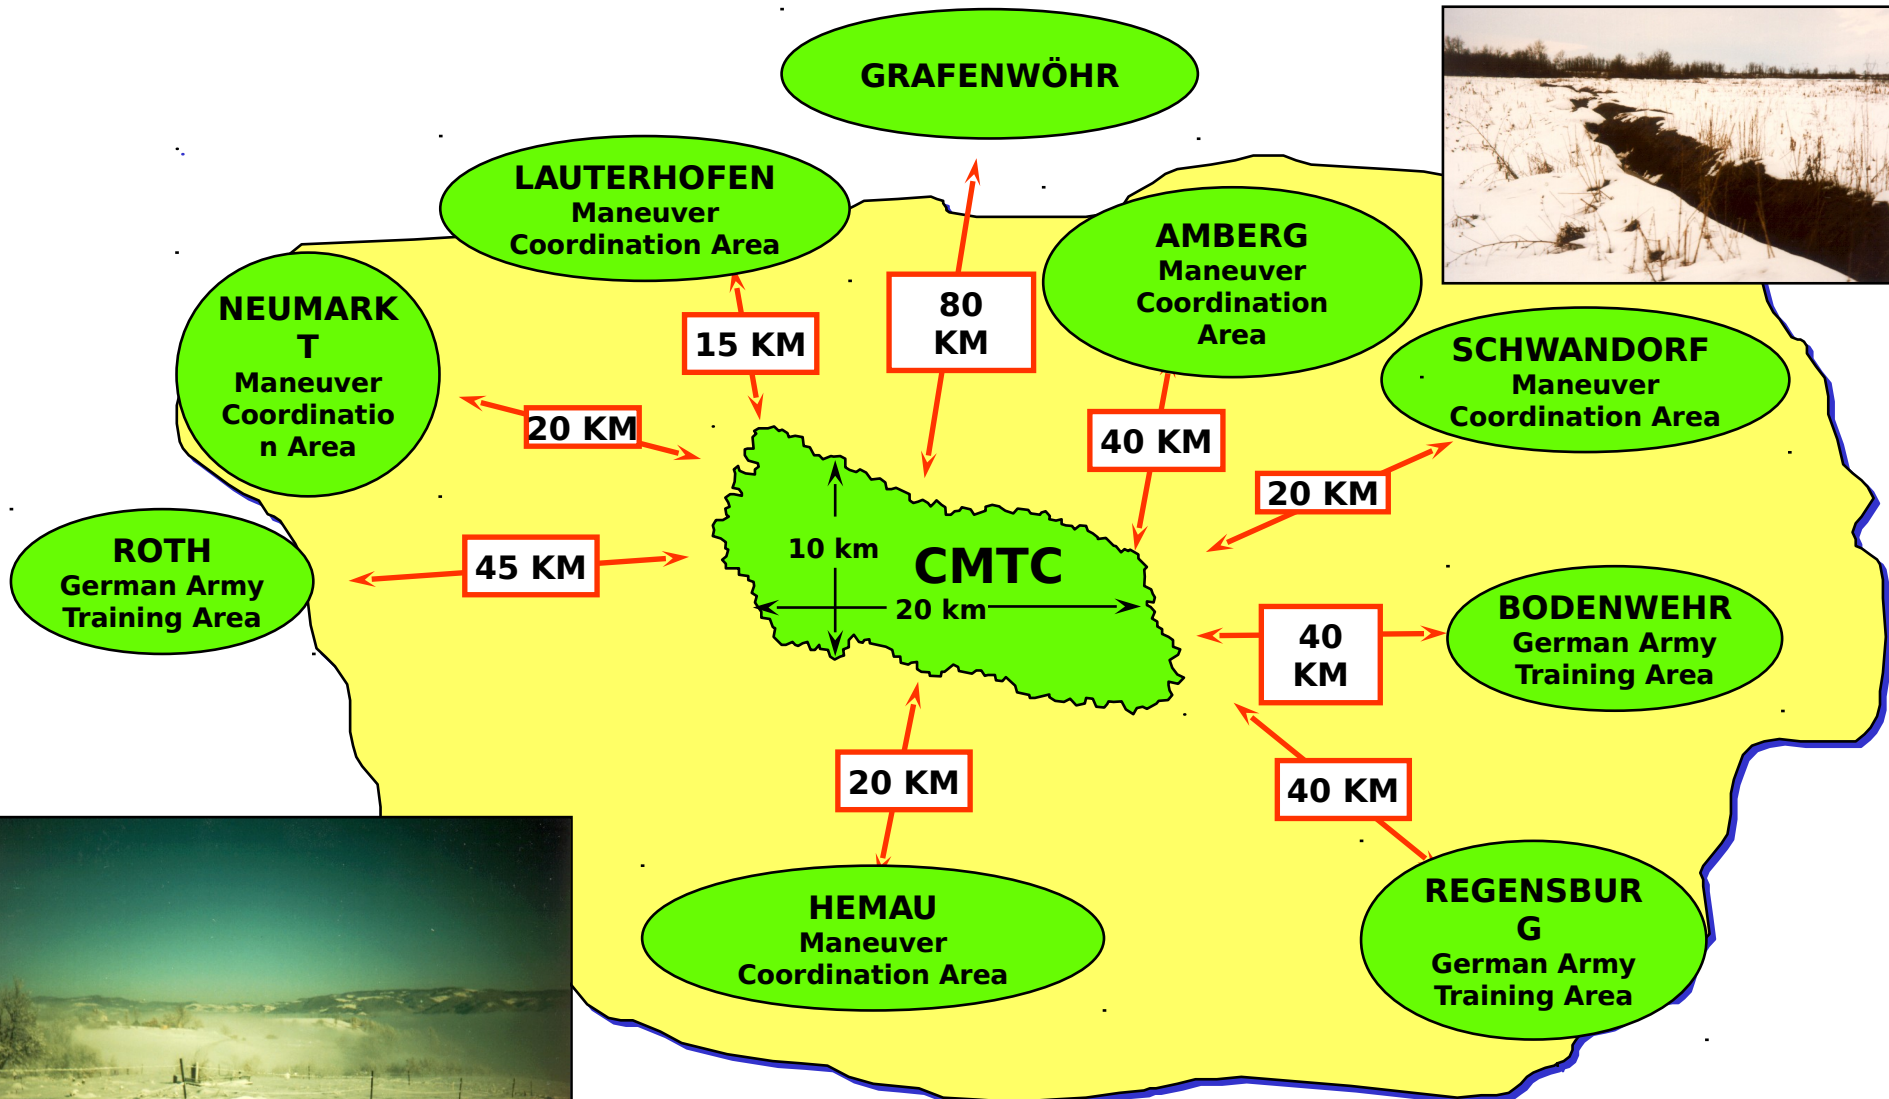 GRAFENWÖHR
LAUTERHOFEN
Maneuver
Coordination Area
AMBERG
Maneuver
Coordination
Area
NEUMARK
T
Maneuver
Coordinatio
n Area
SCHWANDORF
Maneuver
Coordination Area
80
KM
15 KM
20 KM
40 KM
20 KM
ROTH
German Army
Training Area
45 KM
10 km
CMTC
20 km
40
KM
BODENWEHR
German Army
Training Area
20 KM
40 KM
HEMAU
Maneuver
Coordination Area
REGENSBUR
G
German Army
Training Area